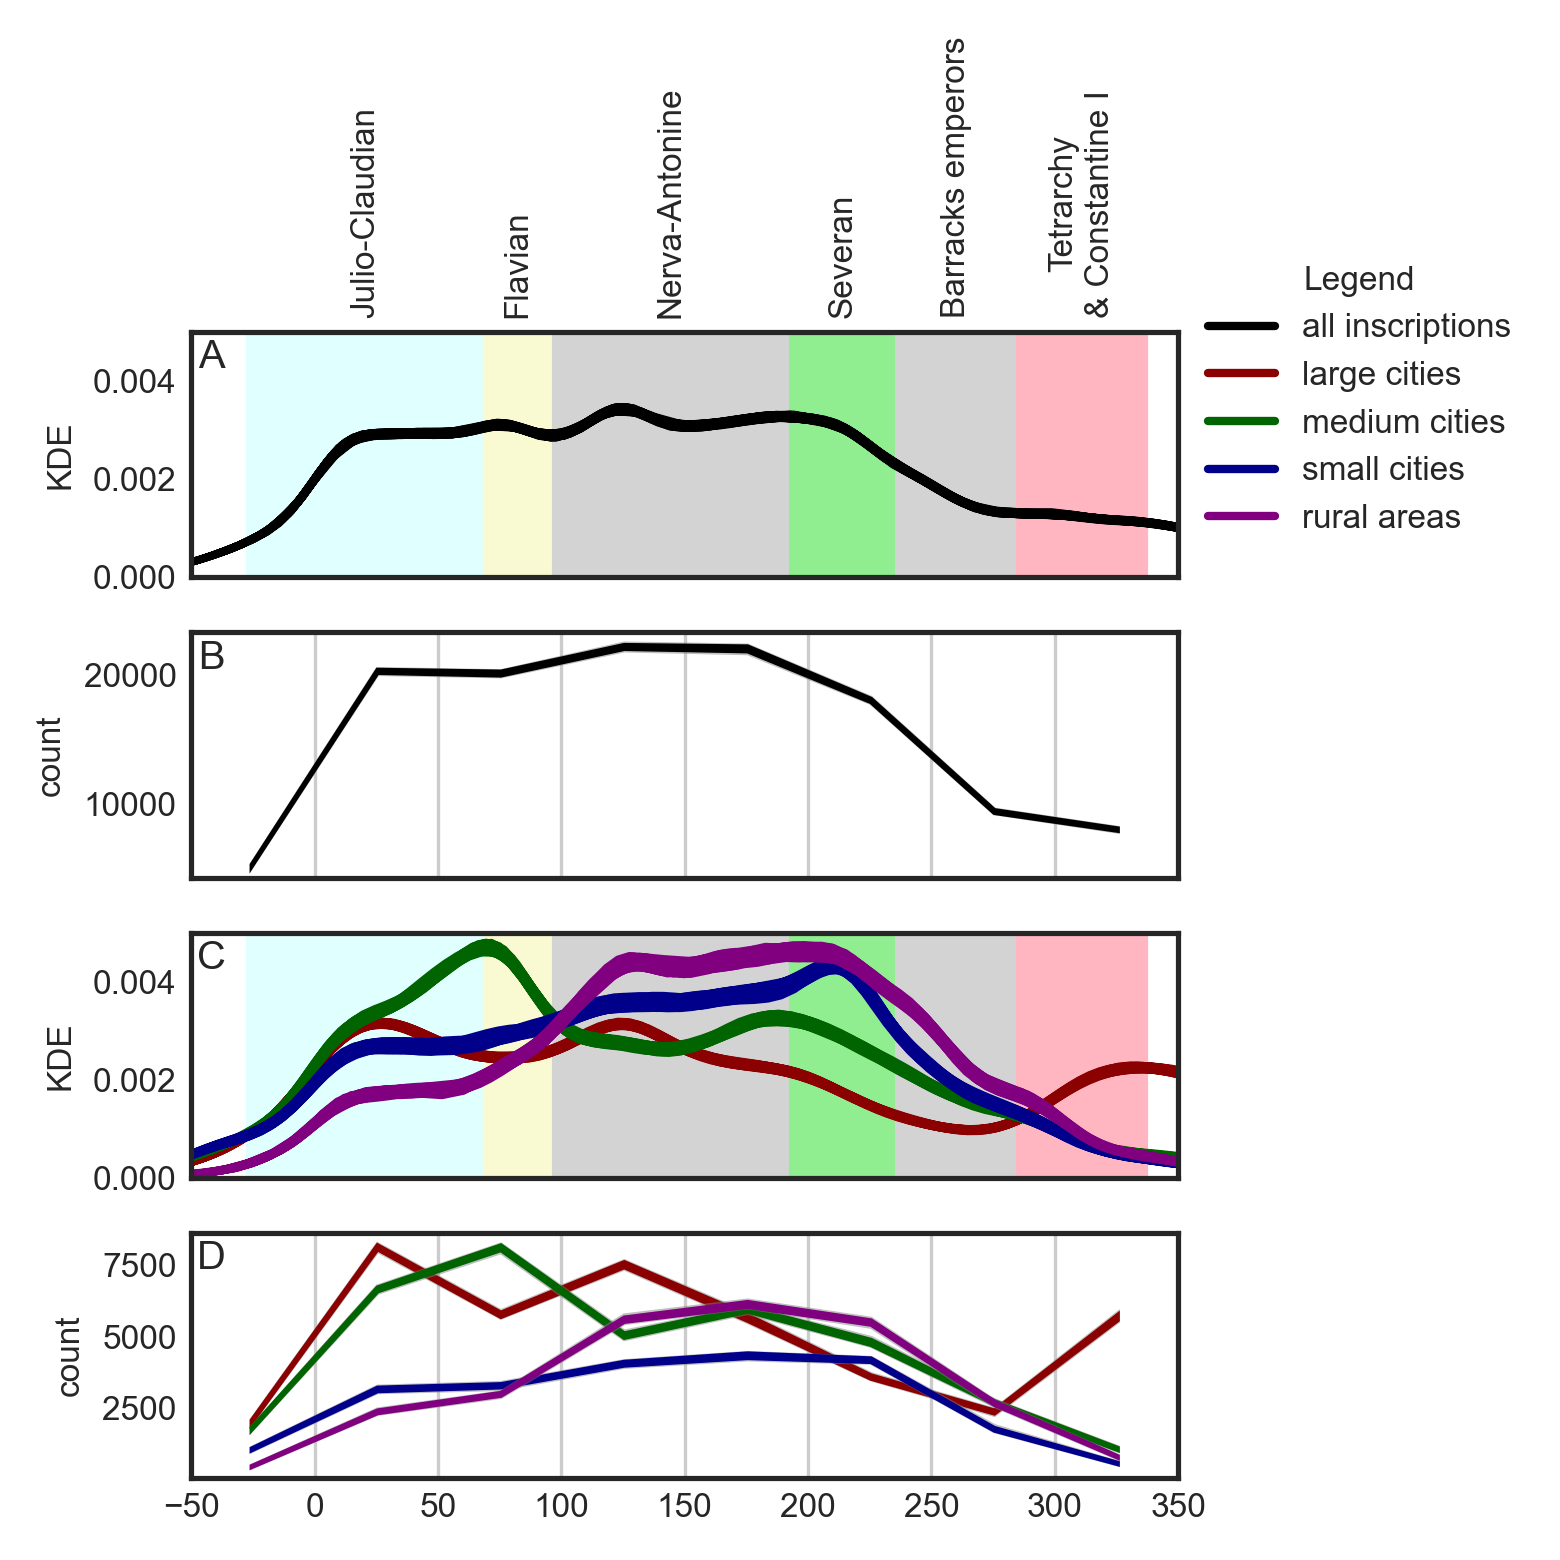 Julio-Claudian
Flavian
Nerva-Antonine
Severan
Barracks emperors
Tetrarchy
& Constantine I
Legend
all inscriptions
large cities
medium cities
small cities
rural areas
A
KDE
0.004
0.002
0.000
B
count
20000
10000
C
KDE
0.004
0.002
0.000
D
count
7500
5000
2500
−50 0 50 100 150 200 250 300 350